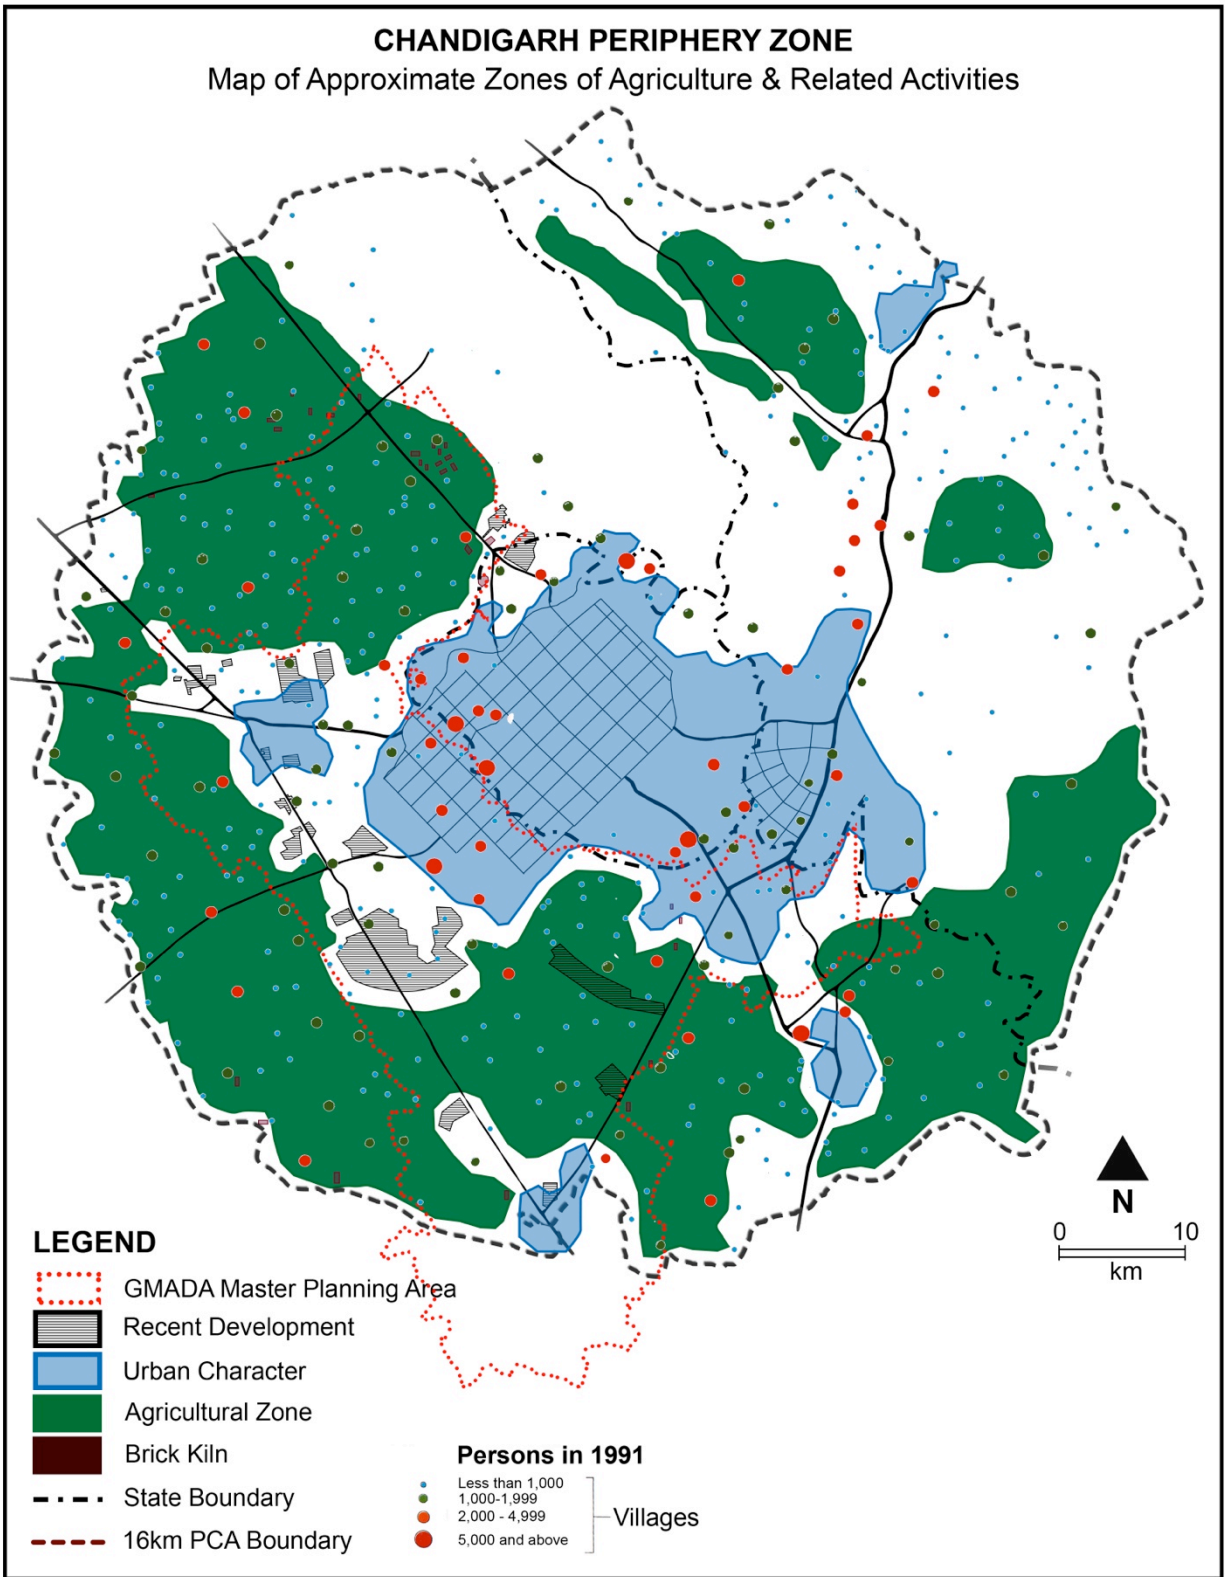 CHANDIGARH PERIPHERY ZONE
Map of Approximate Zones of Agriculture & Related Activities
N
0 10
km
LEGEND
GMADA Master Planning Area
Recent Development
Urban Character
Agricultural Zone
Brick Kiln
State Boundary
16km PCA Boundary
Persons in 1991
Less than 1,000
1,000-1,999
2,000 - 4,999
5,000 and above
Villages